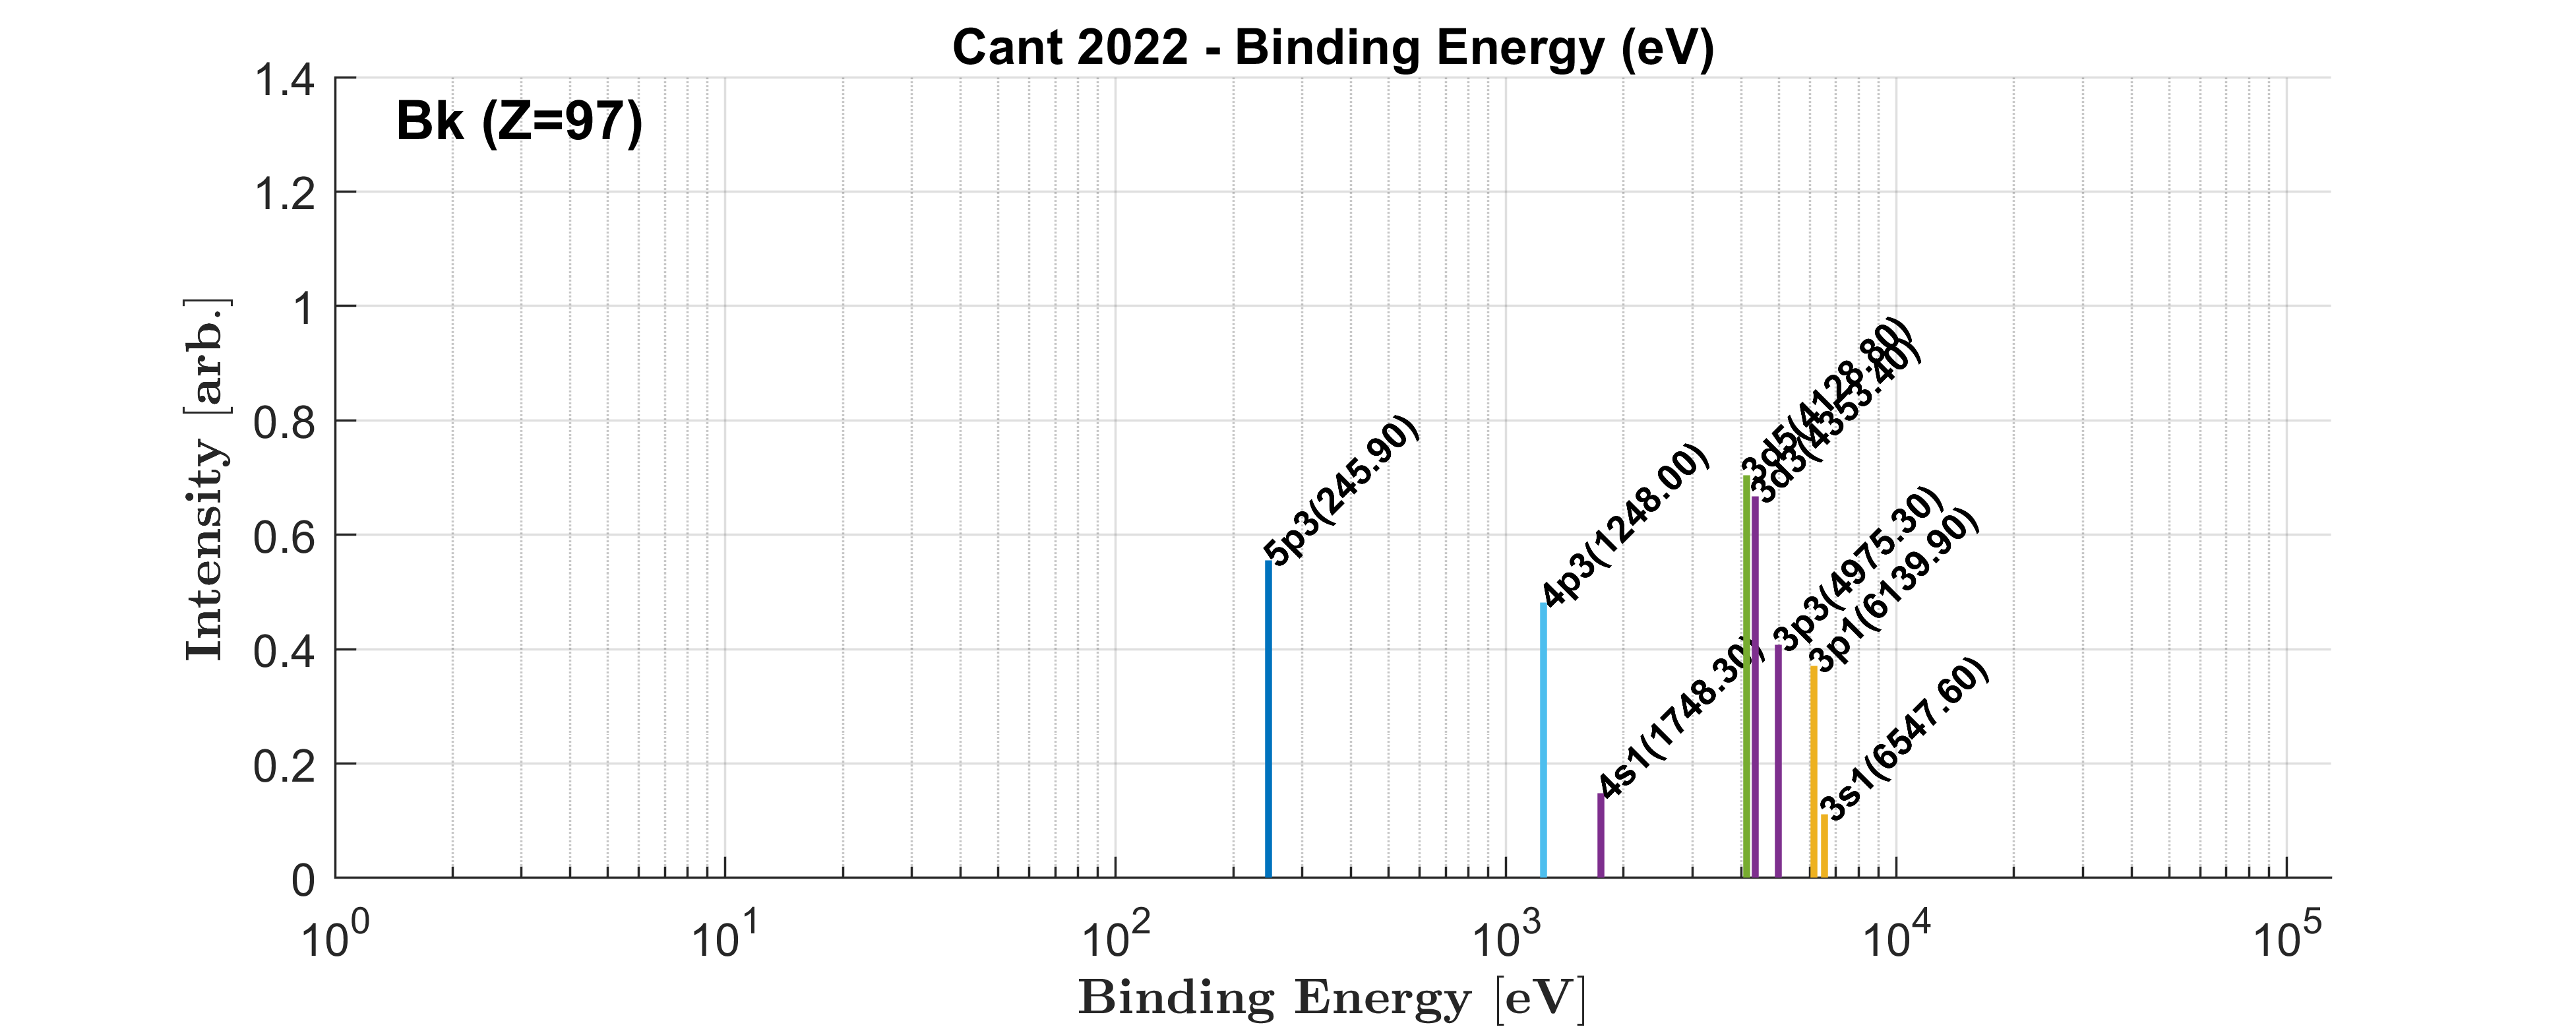 Cant 2022 - Binding Energy (eV)
Bk (Z=97)
1.4
1.2
1
0.8
0.6
0.4
0.2
0
Intensity [arb.]
5p3(245.90)
4p3(1248.00)
4s1(1748.30)
3d5(4128.80)
3d3(4353.40)
3p3(4975.30)
3p1(6139.90)
3s1(6547.60)
10^0 10^1 10^2 10^3 10^4 10^5
Binding Energy [eV]